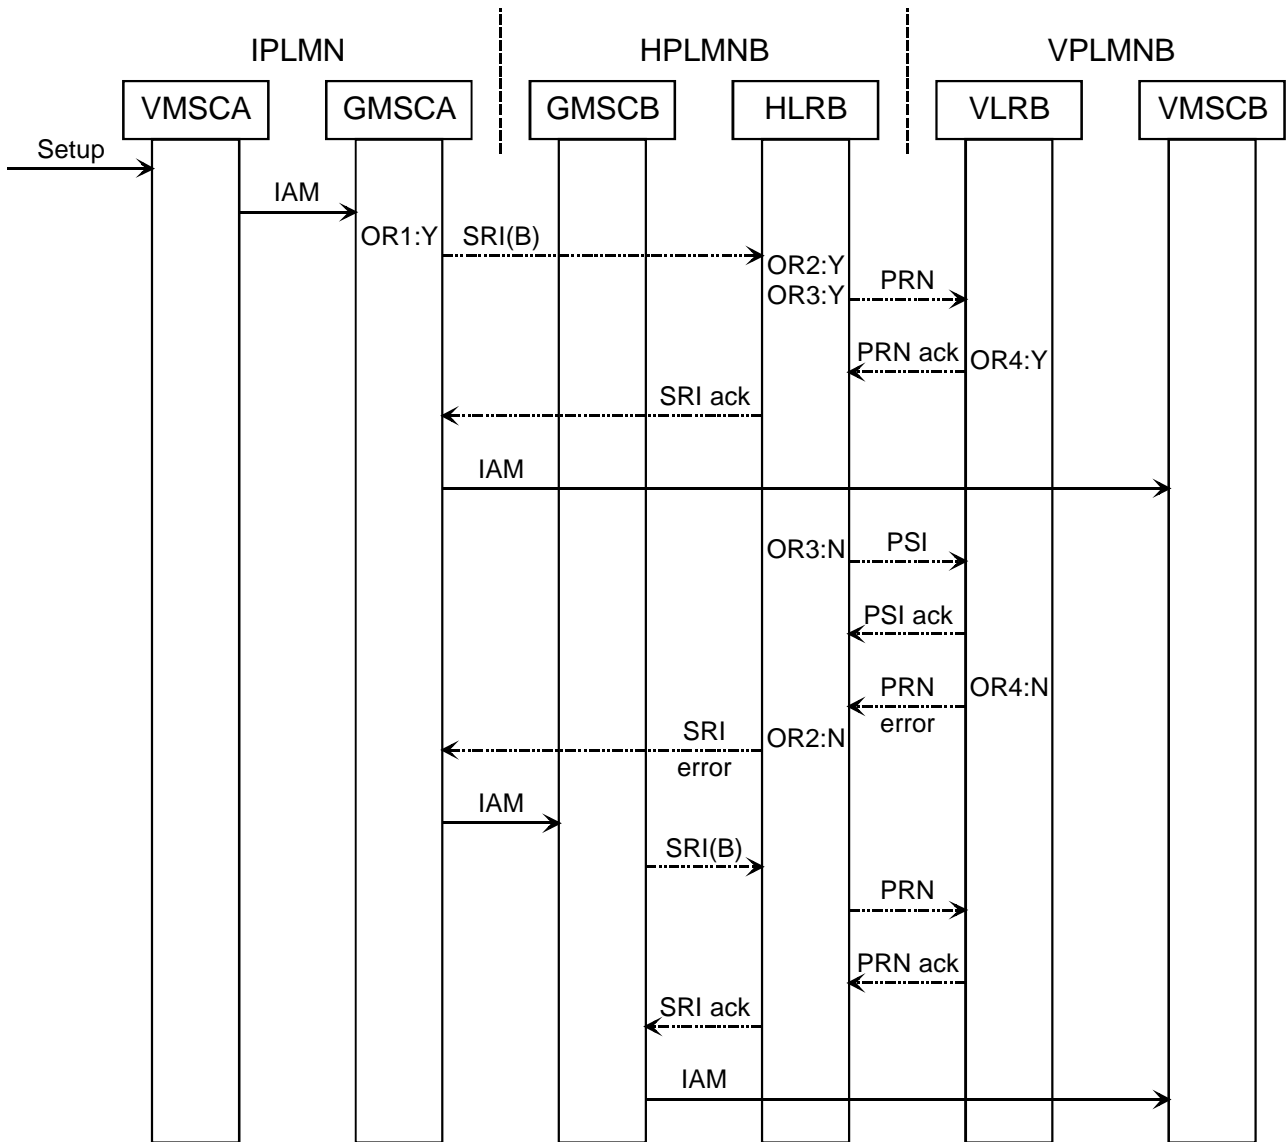 IPLMN HPLMNB VPLMNB
VMSCA GMSCA GMSCB HLRB VLRB VMSCB
Setup
IAM
OR1:Y SRI(B)
OR2:Y
PRN
OR3:Y
PRN ack OR4:Y
SRI ack
IAM
OR3:N PSI
PSI ack
PRN OR4:N
error
SRI OR2:N
error
IAM
SRI(B)
PRN
PRN ack
SRI ack
IAM